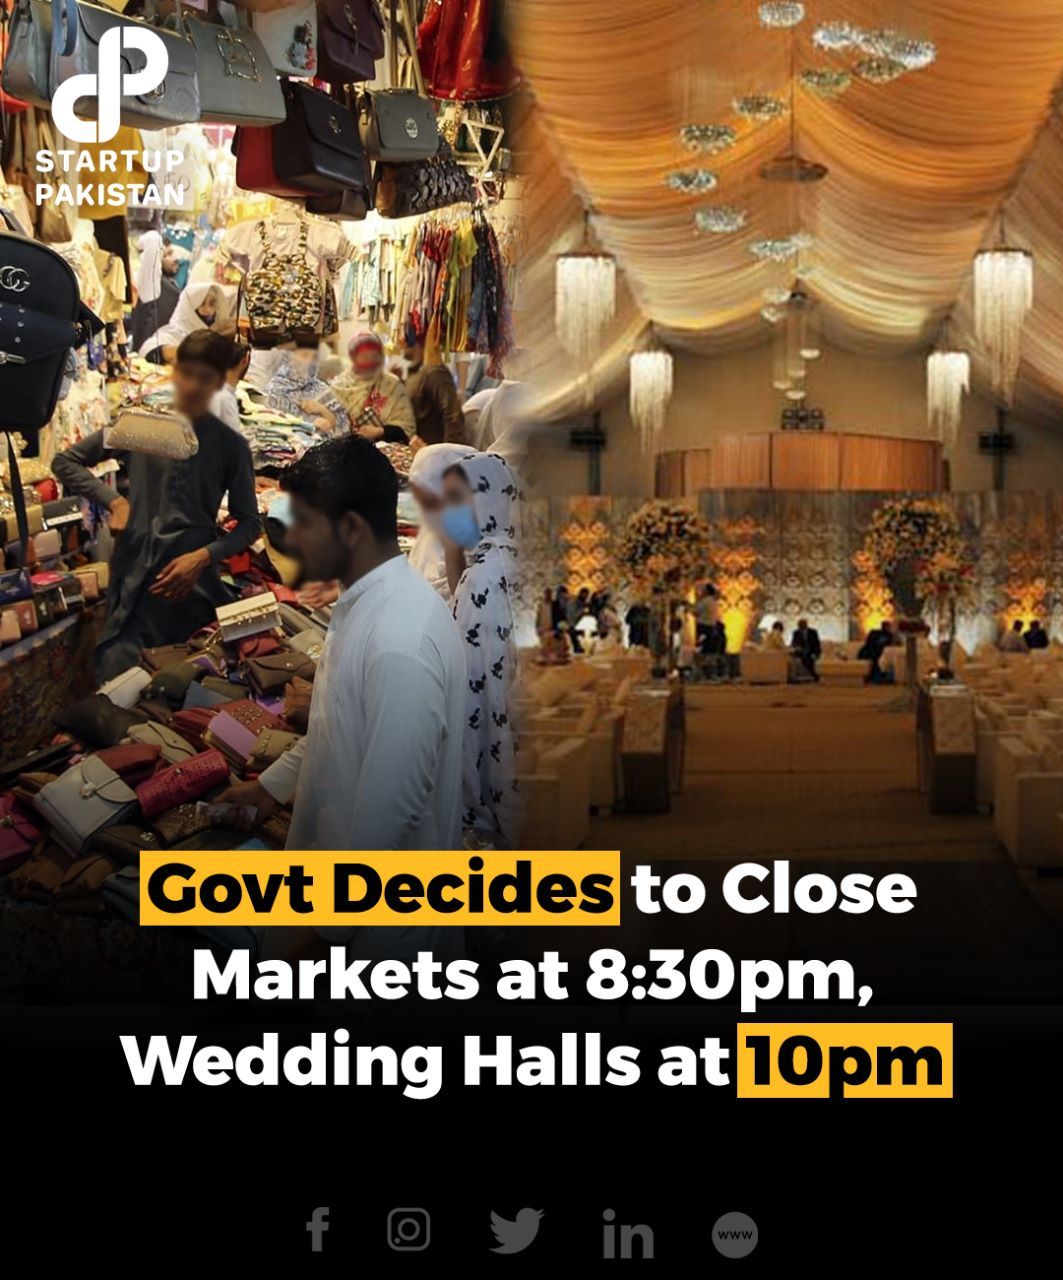 STARTUP
PAKISTAN
Govt Decides to Close
Markets at 8:30pm,
Wedding Halls at 10pm
www